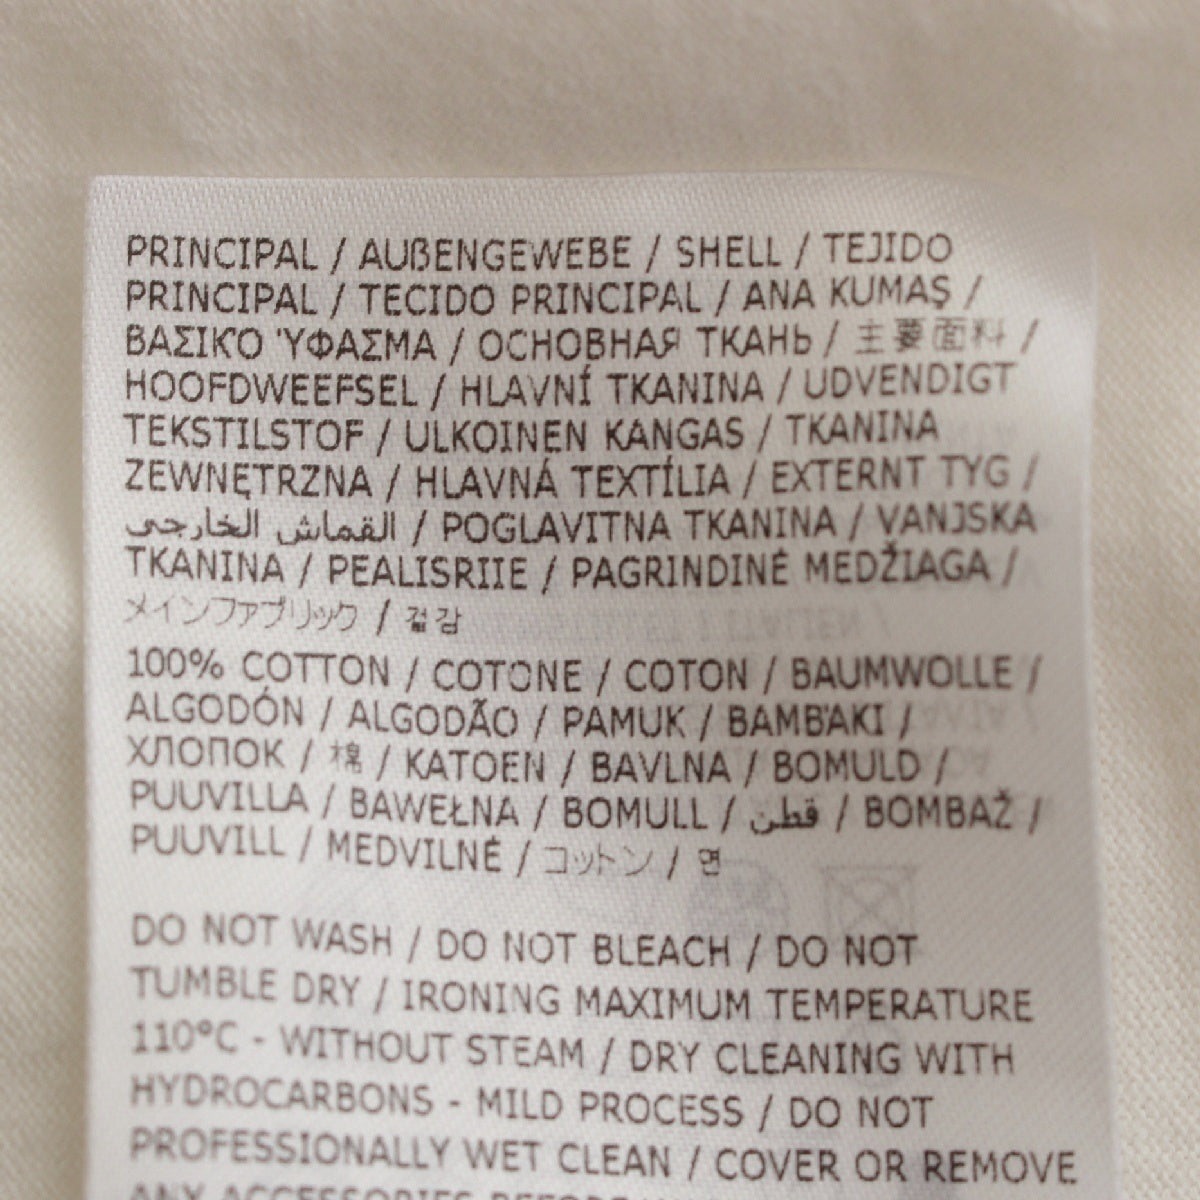 PRINCIPAL / AUßENGEWEBE / SHELL / TEJIDO
PRINCIPAL / TECIDO PRINCIPAL / ANA KUMAŞ /
ΒΑΣΙΚΌ ΎΦΑΣΜΑ / ОСНОВНАЯ ТКАНЬ / 主要面料 /
HOOFDWEEFSEL / HLAVNÍ TKANINA / UDVENDIGT
TEKSTILSTOF / ULKOINEN KANGAS / TKANINA
ZEWNĘTRZNA / HLAVNÁ TEXTÍLIA / EXTERNT TYG /
القماش الخارجي / POGLAVITNA TKANINA / VANJSKA
TKANINA / PEALISRIIE / PAGRINDINĖ MEDŽIAGA /
メインファブリック / 겉감
100% COTTON / COTONE / COTON / BAUMWOLLE /
ALGODÓN / ALGODÃO / PAMUK / ΒΑΜΒΆΚΙ /
ХЛОПОК / 棉 / KATOEN / BAVLNA / BOMULD /
PUUVILLA / BAWEŁNA / BOMULL / قطن / BOMBAŽ /
PUUVILL / MEDVILNĖ / コットン / 면
DO NOT WASH / DO NOT BLEACH / DO NOT
TUMBLE DRY / IRONING MAXIMUM TEMPERATURE
110°C - WITHOUT STEAM / DRY CLEANING WITH
HYDROCARBONS - MILD PROCESS / DO NOT
PROFESSIONALLY WET CLEAN / COVER OR REMOVE
ANY ACCESSORIES BEFORE